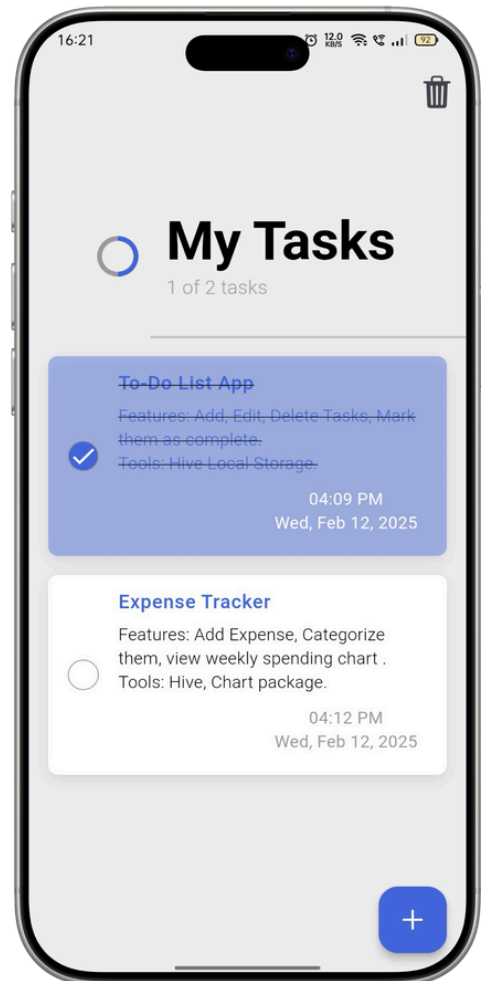 16:21
12.0
KB/S
92
My Tasks
1 of 2 tasks
To-Do List App
Features: Add, Edit, Delete Tasks, Mark
them as complete.
Tools: Hive Local Storage.
04:09 PM
Wed, Feb 12, 2025
Expense Tracker
Features: Add Expense, Categorize
them, view weekly spending chart .
Tools: Hive, Chart package.
04:12 PM
Wed, Feb 12, 2025